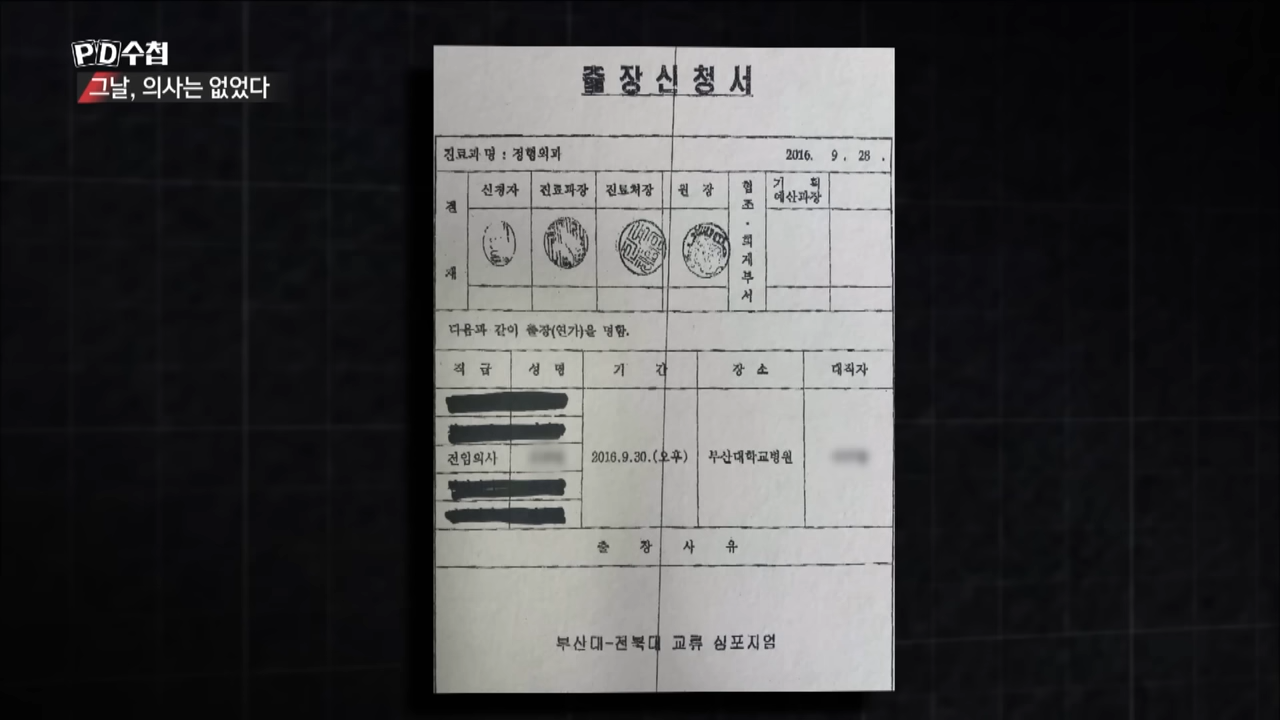 PD수첩
그날, 의사는 없었다
출장신청서
진료과명 : 정형외과 2016. 9. 28.
결재 신청자 진료과장 진료처장 원 장 협조·회계부서 기 획 예산과장
다음과 같이 출장(연가)을 명함.
직 급 성 명 기 간 장 소 대직자
전임의사 2016.9.30.(오후) 부산대학교병원
출 장 사 유
부산대-전북대 교류 심포지엄